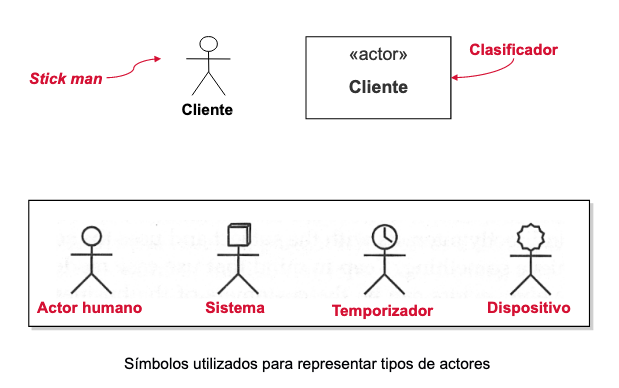 Stick man
Cliente
«actor»
Cliente
Clasificador
Actor humano
Sistema
Temporizador
Dispositivo
Símbolos utilizados para representar tipos de actores